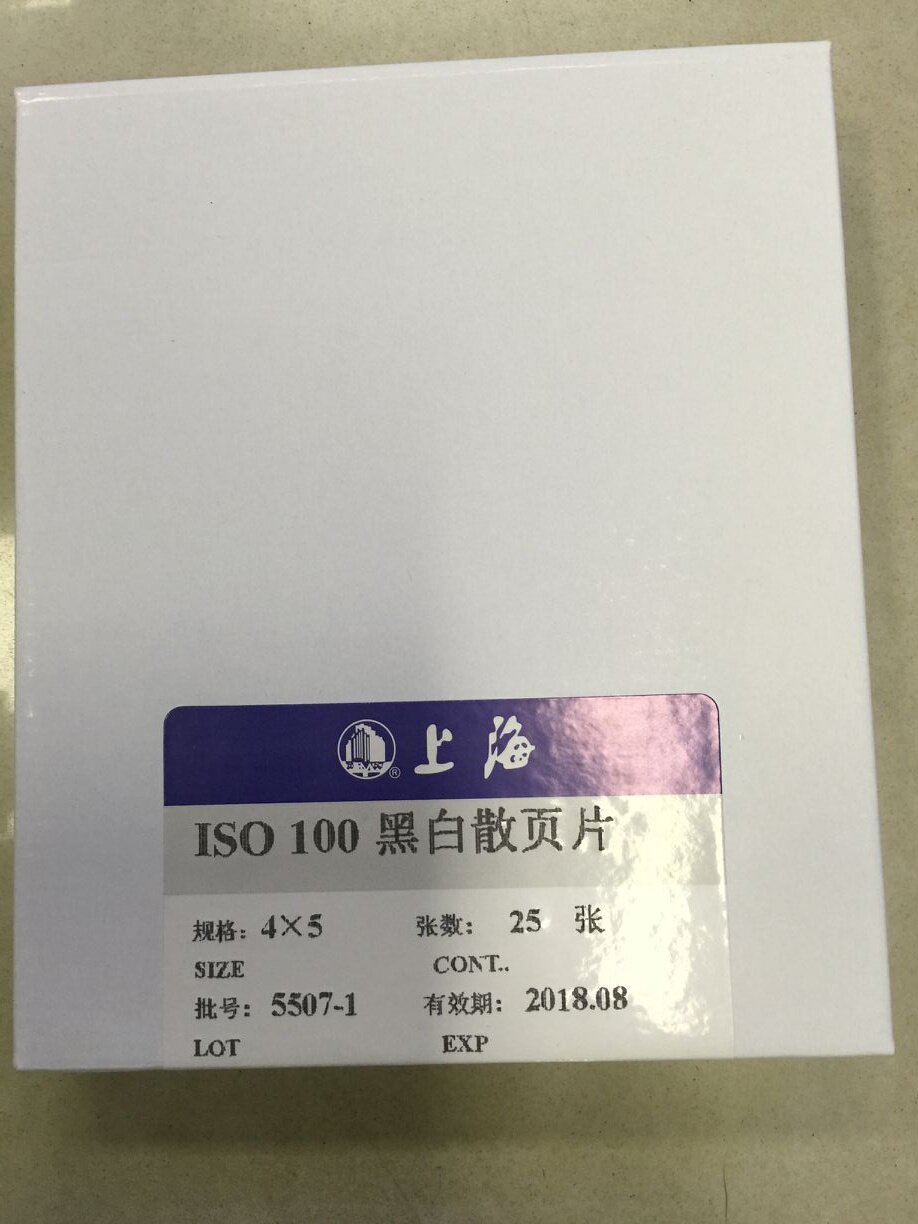 ® 上海
ISO 100 黑白散页片
规格: 4×5 张数: 25 张
SIZE CONT..
批号: 5507-1 有效期: 2018.08
LOT EXP